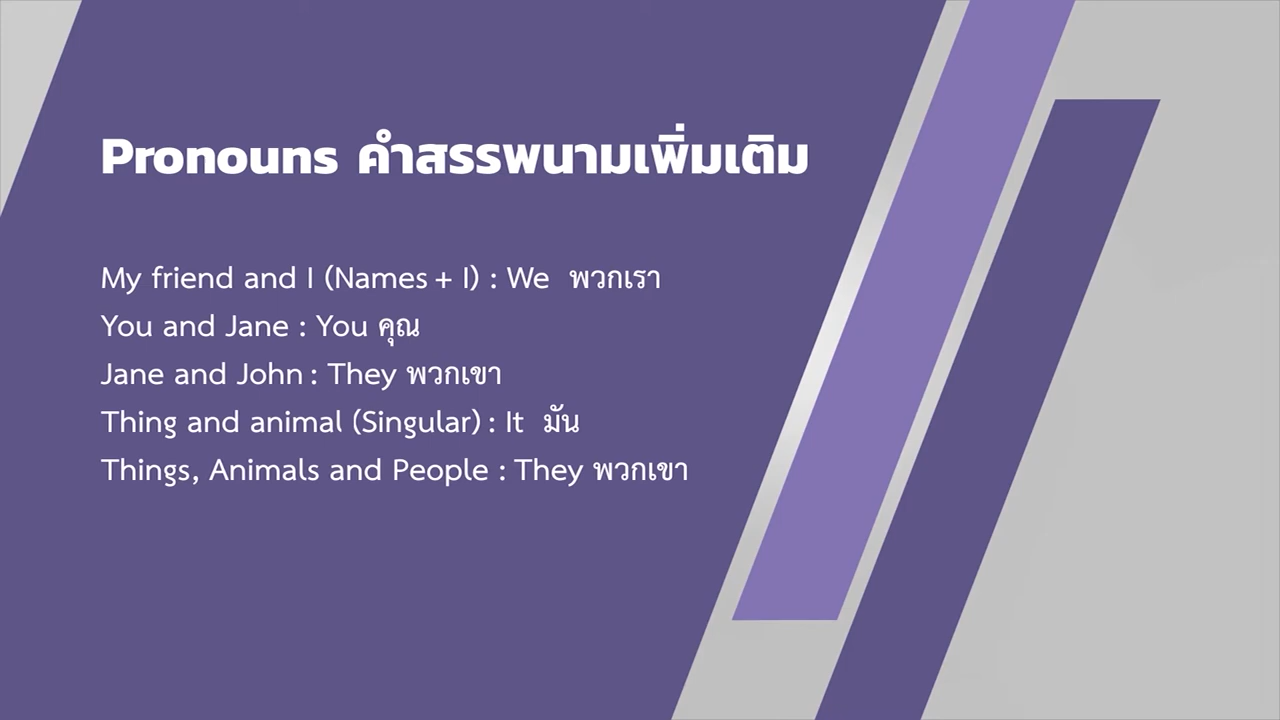 Pronouns คำสรรพนามเพิ่มเติม
My friend and I (Names + I) : We พวกเรา
You and Jane : You คุณ
Jane and John : They พวกเขา
Thing and animal (Singular) : It มัน
Things, Animals and People : They พวกเขา